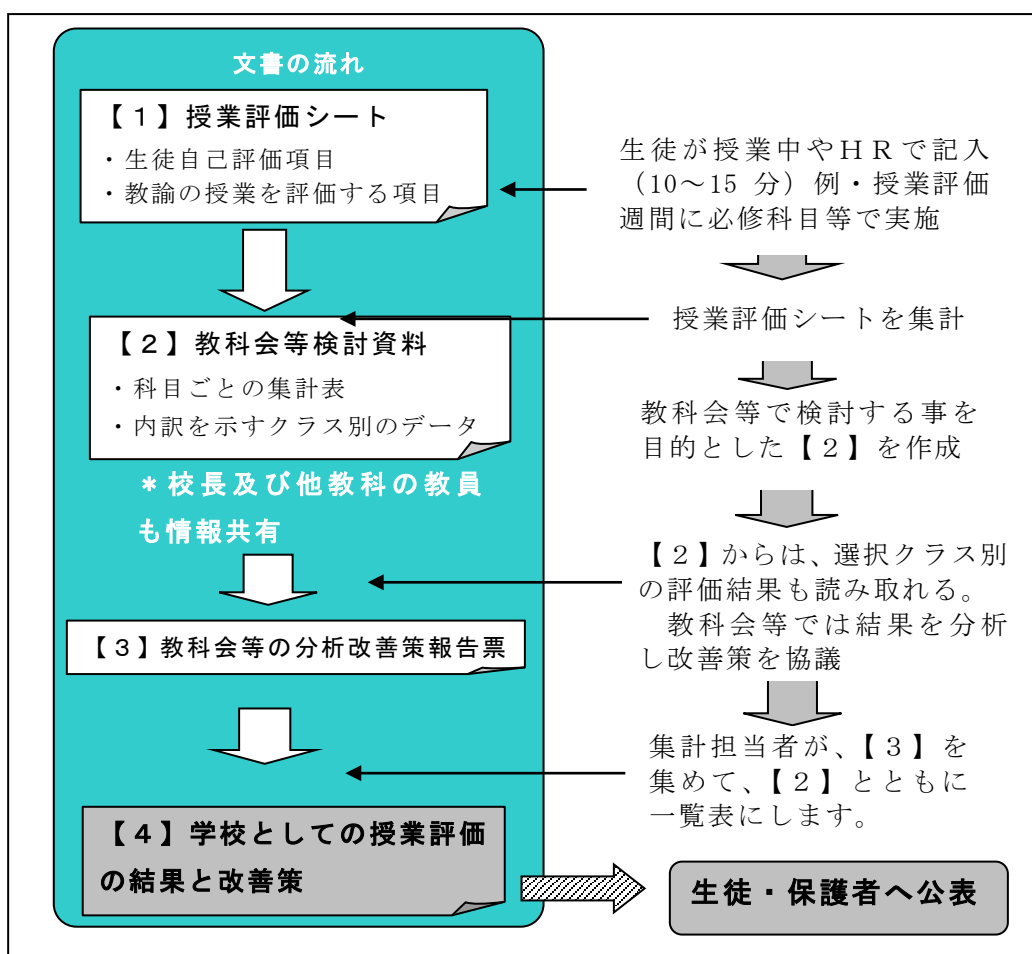 文書の流れ
【１】授業評価シート
・生徒自己評価項目
・教諭の授業を評価する項目
生徒が授業中やＨＲで記入
（10～15 分）例・授業評価
週間に必修科目等で実施
【２】教科会等検討資料
・科目ごとの集計表
・内訳を示すクラス別のデータ
授業評価シートを集計
教科会等で検討する事を
目的とした【２】を作成
＊校長及び他教科の教員
も情報共有
【２】からは、選択クラス別
の評価結果も読み取れる。
教科会等では結果を分析
し改善策を協議
【３】教科会等の分析改善策報告票
集計担当者が、【３】を
集めて、【２】とともに
一覧表にします。
【４】学校としての授業評価
の結果と改善策
生徒・保護者へ公表